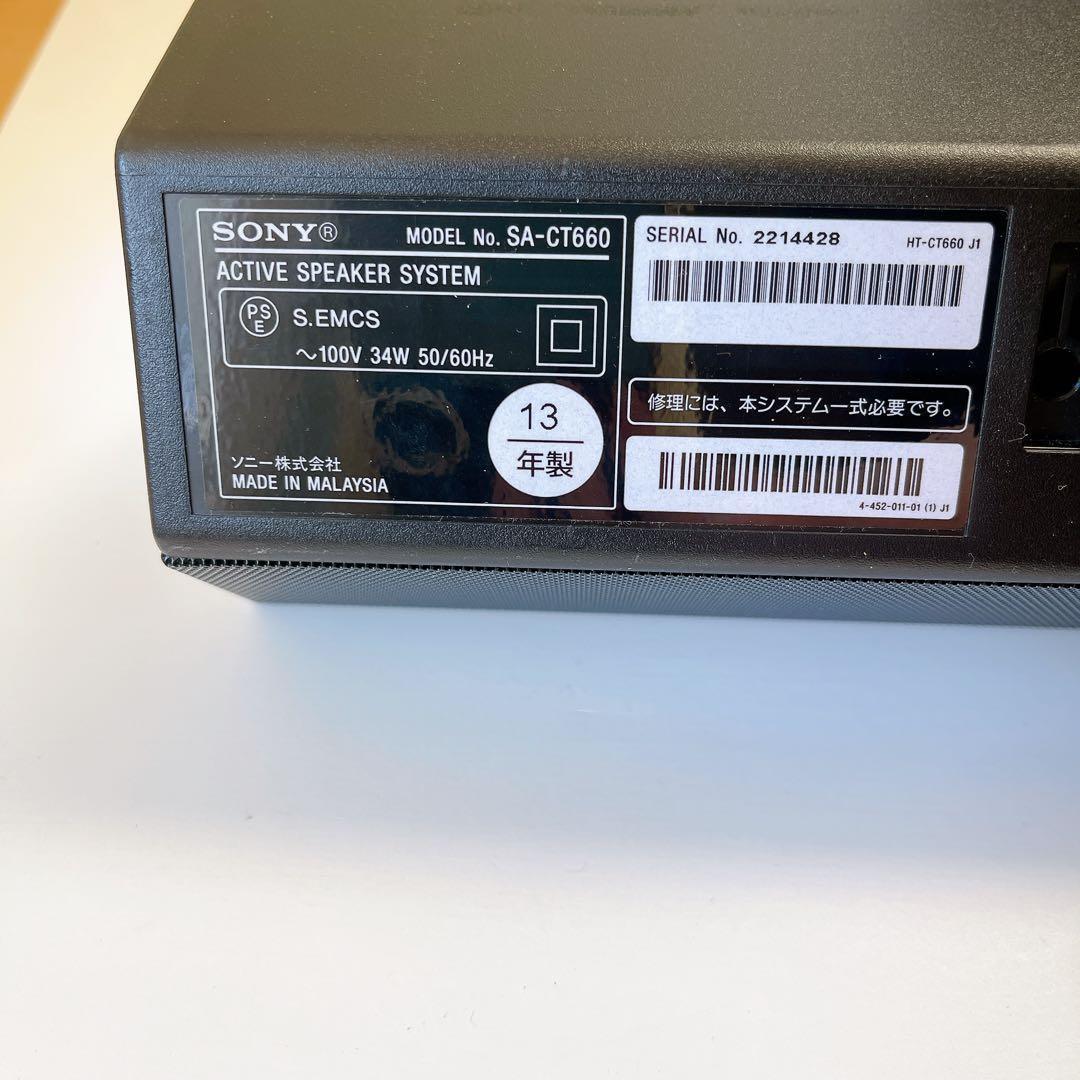 SONY®
MODEL No. SA-CT660
ACTIVE SPEAKER SYSTEM
PS
E
S.EMCS
～100V 34W 50/60Hz
13
年製
ソニー株式会社
MADE IN MALAYSIA
SERIAL No. 2214428
HT-CT660 J1
修理には、本システム一式必要です。
4-452-011-01 (1) J1